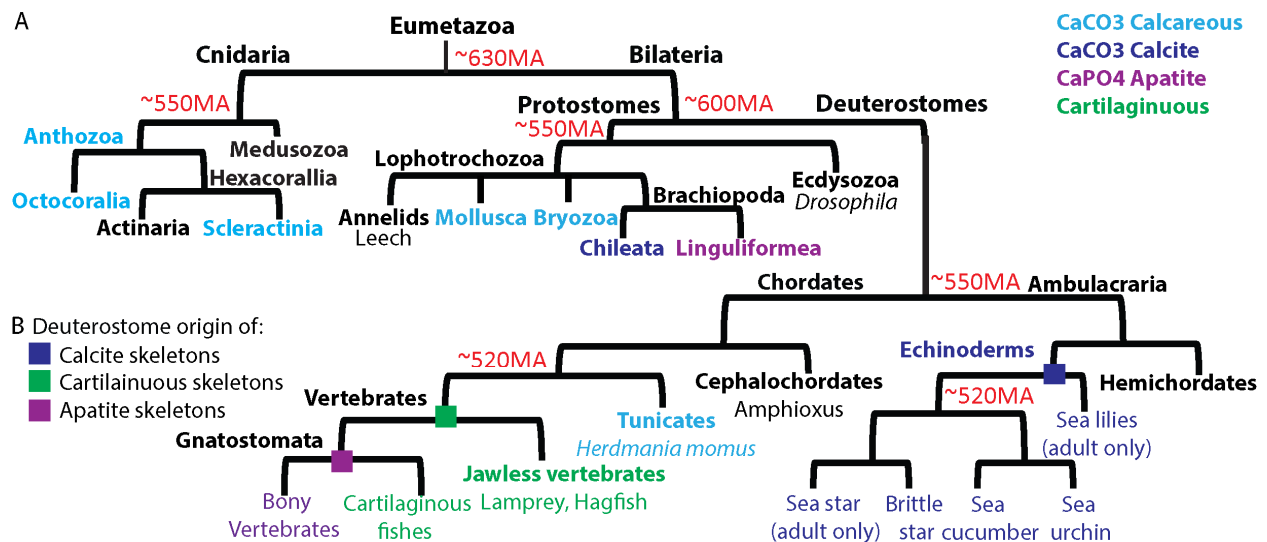 A
Eumetazoa
CaCO3 Calcareous
CaCO3 Calcite
CaPO4 Apatite
Cartilaginuous
Cnidaria
~630MA
Bilateria
~550MA
Protostomes
~600MA
Deuterostomes
~550MA
Anthozoa
Medusozoa
Hexacorallia
Lophotrochozoa
Brachiopoda
Ecdysozoa
Drosophila
Octocoralia
Actinaria
Scleractinia
Annelids
Leech
Mollusca
Bryozoa
Chileata
Linguliformea
Chordates
~550MA
Ambulacraria
B Deuterostome origin of:
Calcite skeletons
Cartilainuous skeletons
Apatite skeletons
~520MA
Echinoderms
Vertebrates
Cephalochordates
Amphioxus
~520MA
Hemichordates
Tunicates
Herdmania momus
Sea lilies
(adult only)
Gnatostomata
Jawless vertebrates
Lamprey, Hagfish
Bony
Vertebrates
Cartilaginous
fishes
Sea star
(adult only)
Brittle
star
Sea
cucumber
Sea
urchin